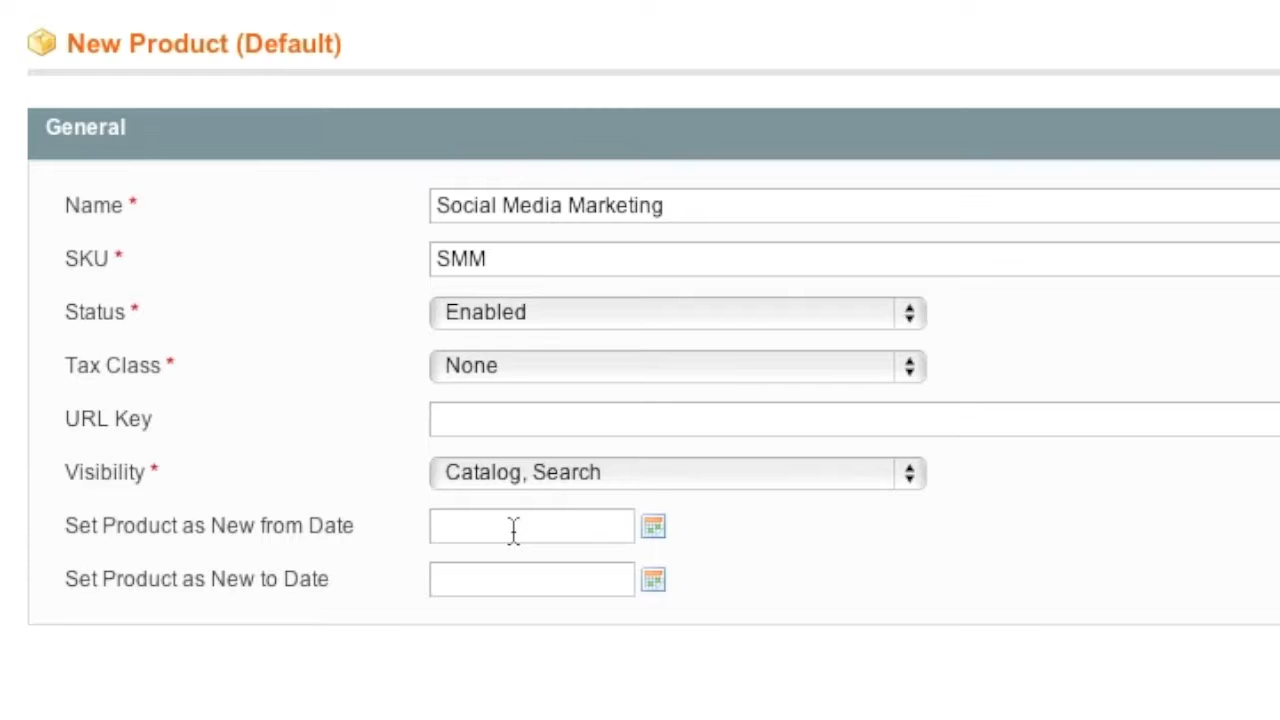 New Product (Default)
General
Name * Social Media Marketing
SKU * SMM
Status * Enabled
Tax Class * None
URL Key
Visibility * Catalog, Search
Set Product as New from Date
Set Product as New to Date